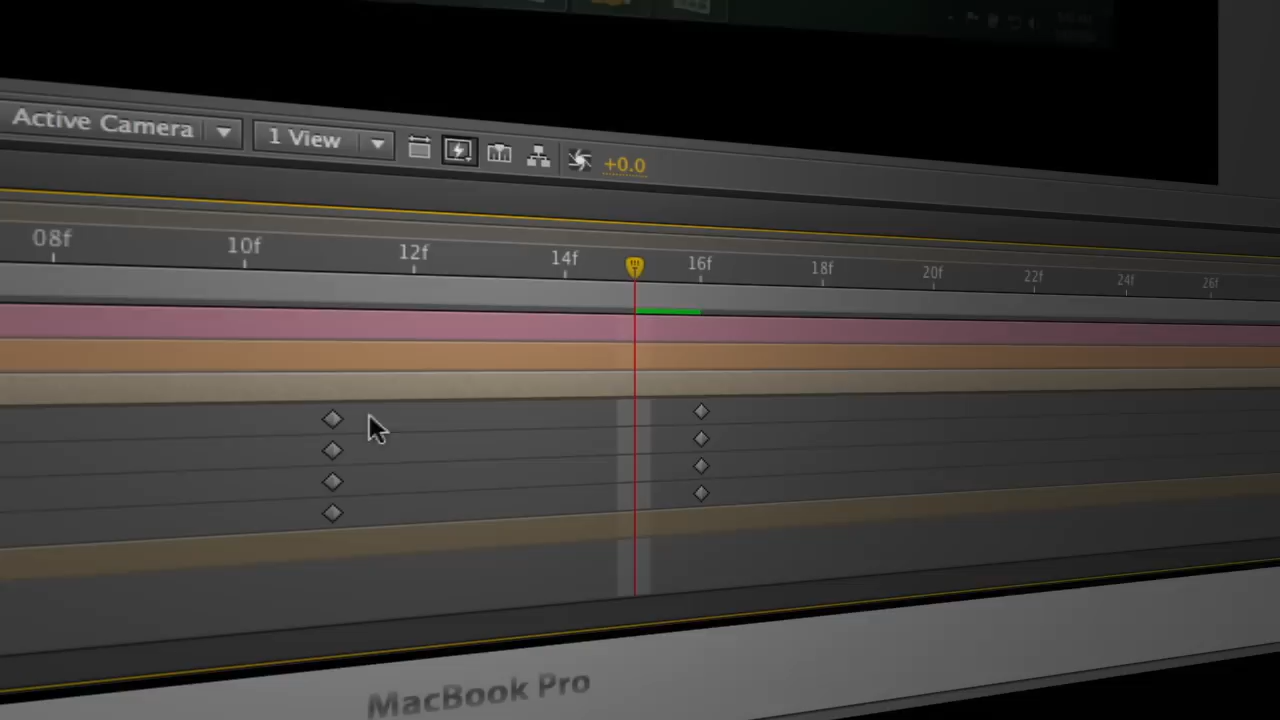 Active Camera 1 View +0.0
08f 10f 12f 14f 16f 18f 20f 22f 24f 26f
MacBook Pro